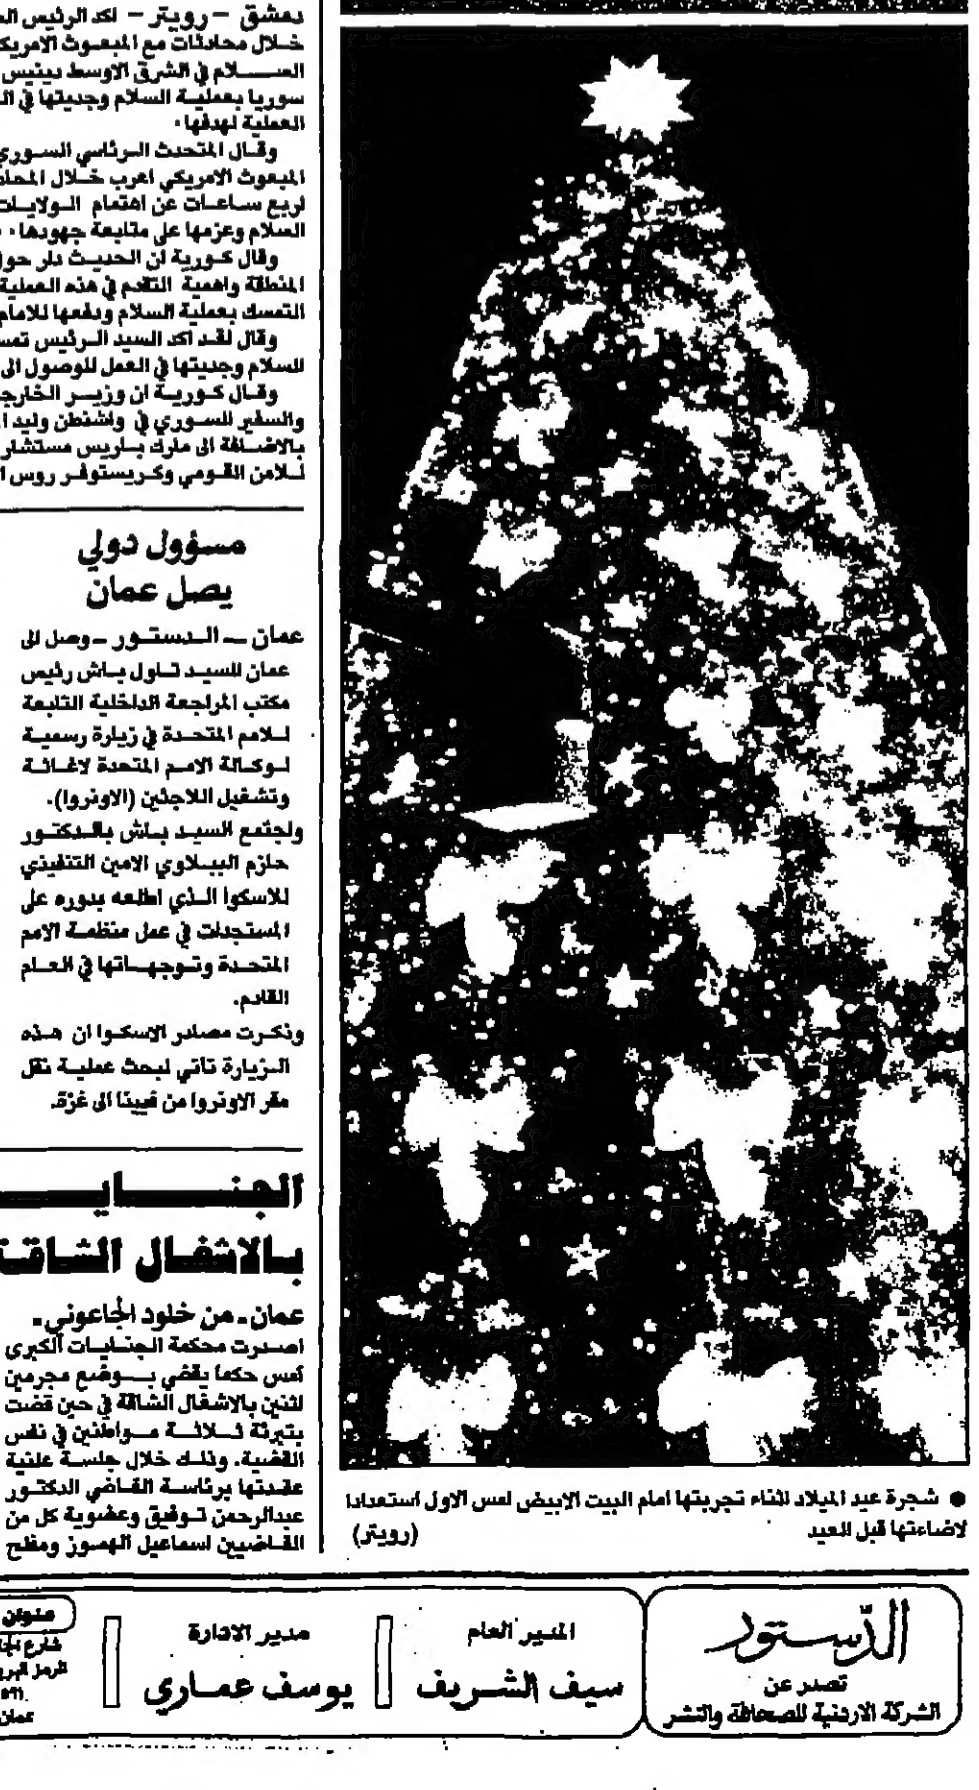 دمشق - رويتر - اكد الرئيس
خلال محادثات مع المبعوث الامريكي
السلام في الشرق الاوسط دينيس
سوريا بعملية السلام وجديتها في
العملية لهدفها.
وقال المتحدث الرئاسي السوري
المبعوث الامريكي اعرب خلال
اربع ساعات عن اهتمام الولايات
السلام وعزمها على متابعة جهودها.
وقال كورية ان الحديث دار
المنطقة واهمية التقدم في هذه العملية
التمسك بعملية السلام ودفعها للامام
وقال لقد اكد السيد الرئيس
للسلام وجديتها في العمل للوصول الى
وقال كورية ان وزير
والسفير السوري في واشنطن وليد
بالاضافة الى مارك باريس مستشار
للامن القومي وكريستوفر روس
مسؤول دولي
يصل عمان
عمان - الدستور - وصل الى
عمان السيد تاول باش رئيس
مكتب المراجعة الداخلية التابعة
للامم المتحدة في زيارة رسمية
لوكالة الامم المتحدة لاغاثة
وتشغيل اللاجئين (الاونروا).
واجتمع السيد باش بالدكتور
حازم الببلاوي الامين التنفيذي
للاسكوا الذي اطلعه بدوره على
المستجدات في عمل منظمة الامم
المتحدة وتوجهاتها في العام
القادم.
وذكرت مصادر الاسكوا ان هذه
الزيارة تاتي لبحث عملية نقل
مقر الاونروا من فيينا الى غزة.
بالاشغال الشاقة
عمان - من خلود الجاعوني -
اصدرت محكمة الجنايات الكبرى
امس حكما يقضي بوضع مجرمين
اثنين بالاشغال الشاقة في حين قضت
بتبرئة ثلاثة مواطنين في نفس
القضية. وذلك خلال جلسة علنية
عقدتها برئاسة القاضي الدكتور
عبدالرحمن توفيق وعضوية كل من
القاضيين اسماعيل الهسوز ومفلح
● شجرة عيد الميلاد اثناء تجربتها امام البيت الابيض امس الاول استعدادا
لاضاءتها قبل العيد (رويتر)
الدّستور
تصدر عن
الشركة الاردنية للصحافة والنشر
المدير العام
سيف الشريف
مدير الادارة
يوسف عماري
عنوان
شارع
عمان